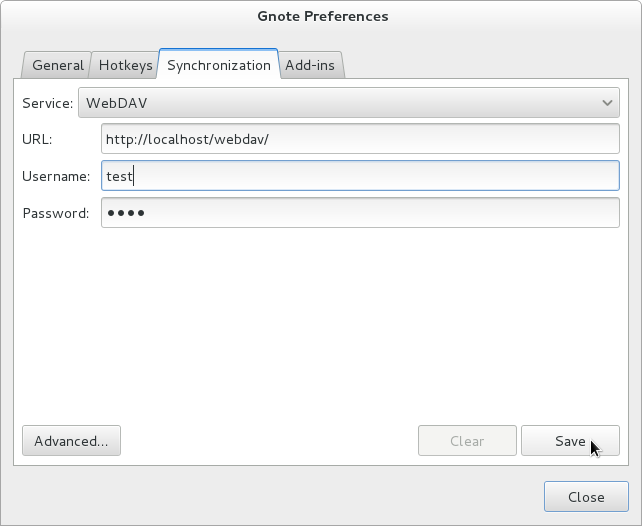 Gnote Preferences
General Hotkeys Synchronization Add-ins
Service: WebDAV
URL: http://localhost/webdav/
Username: test
Password: ●●●●
Advanced... Clear Save
Close